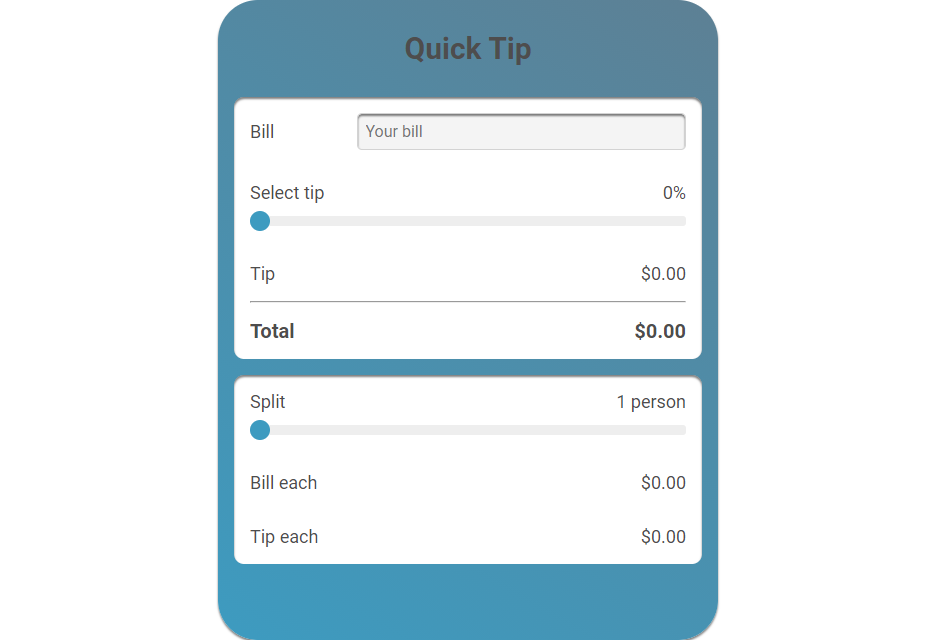 Quick Tip
Bill Your bill
Select tip 0%
Tip $0.00
Total $0.00
Split 1 person
Bill each $0.00
Tip each $0.00